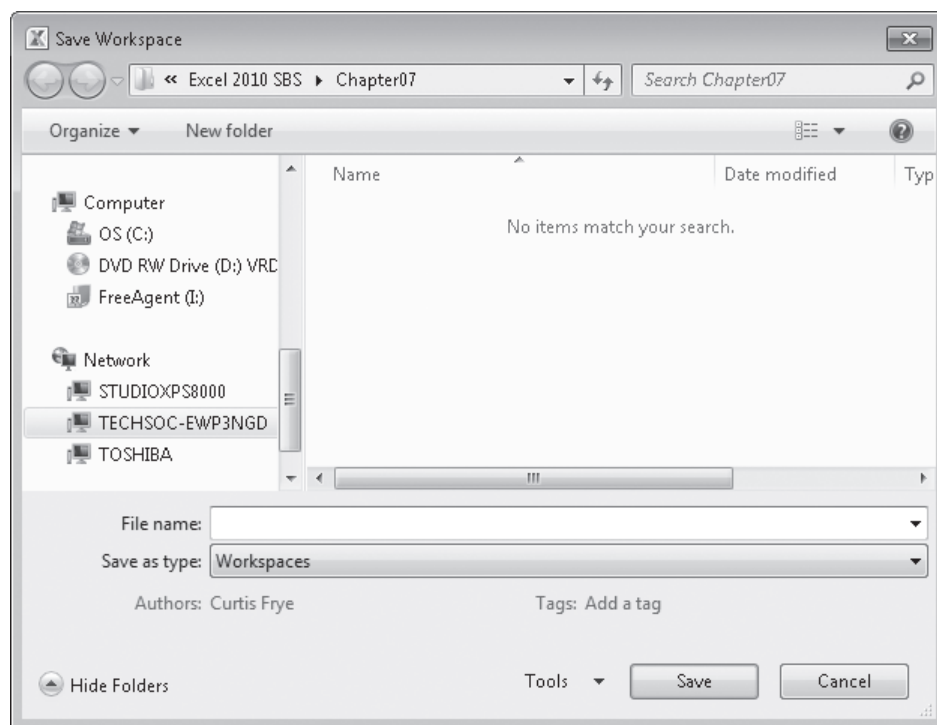 Save Workspace
« Excel 2010 SBS ▸ Chapter07
Search Chapter07
Organize
New folder
Name
Date modified
Typ
Computer
OS (C:)
DVD RW Drive (D:) VRD
FreeAgent (I:)
Network
STUDIOXPS8000
TECHSOC-EWP3NGD
TOSHIBA
No items match your search.
File name:
Save as type: Workspaces
Authors: Curtis Frye
Tags: Add a tag
Hide Folders
Tools
Save
Cancel